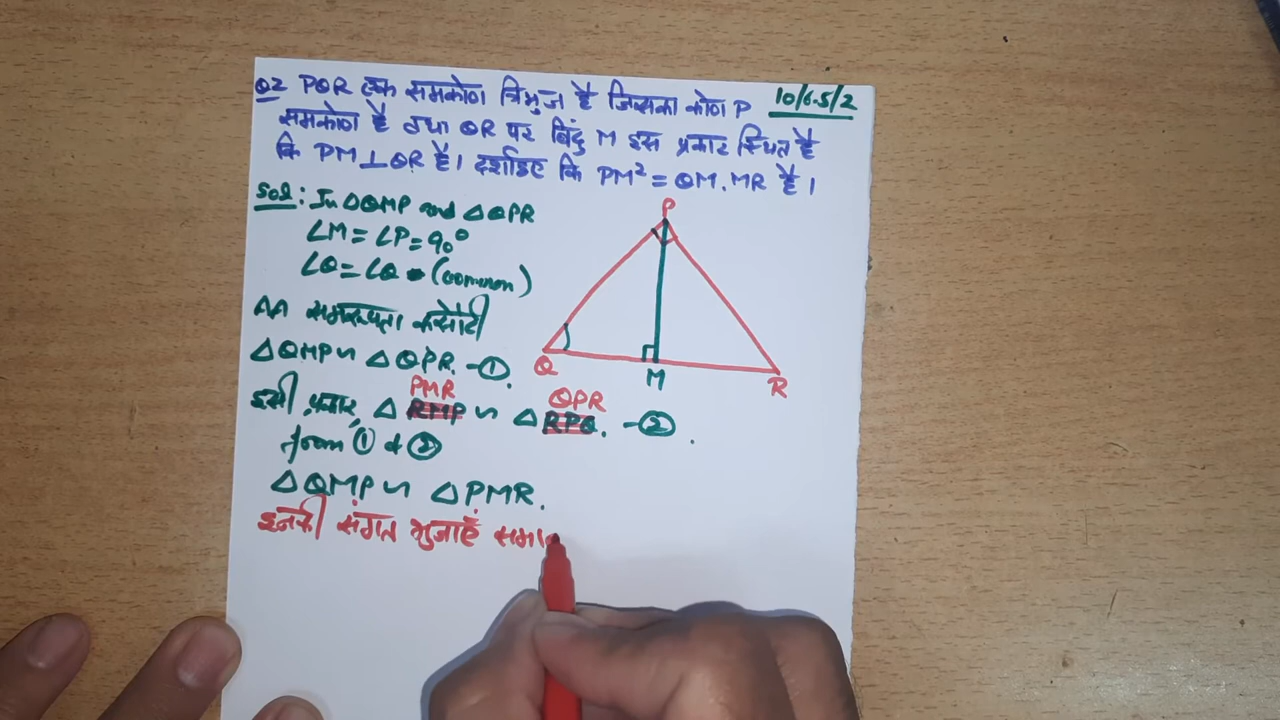 Q2 PQR एक समकोण त्रिभुज है जिसका कोण P
10/6.5/2
समकोण है तथा QR पर बिंदु M इस प्रकार स्थित है
कि PM⊥QR है। दर्शाइए कि PM² = QM.MR है।
Sol: In △QMP and △QPR
∠M = ∠P = 90°
∠Q = ∠Q (common)
AA समरूपता कसौटी
△QMP ~ △QPR -①.
PMR QPR
इसी प्रकार, △ RMP ~ △ RPQ. -②.
from ① & ②
△QMP ~ △PMR.
इनकी संगत भुजाएँ समा
P
Q
M
R